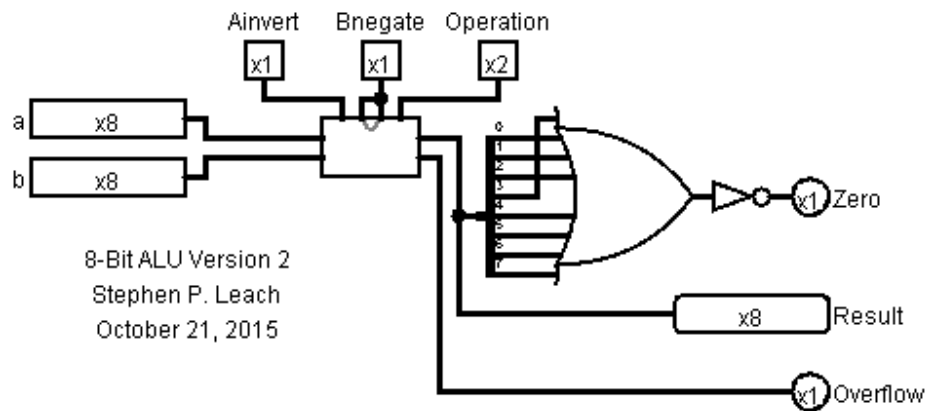 Ainvert Bnegate Operation
x1 x1 x2
a x8
b x8
0
1
2
3
4
5
6
7
x1 Zero
8-Bit ALU Version 2
Stephen P. Leach
October 21, 2015
x8 Result
x1 Overflow